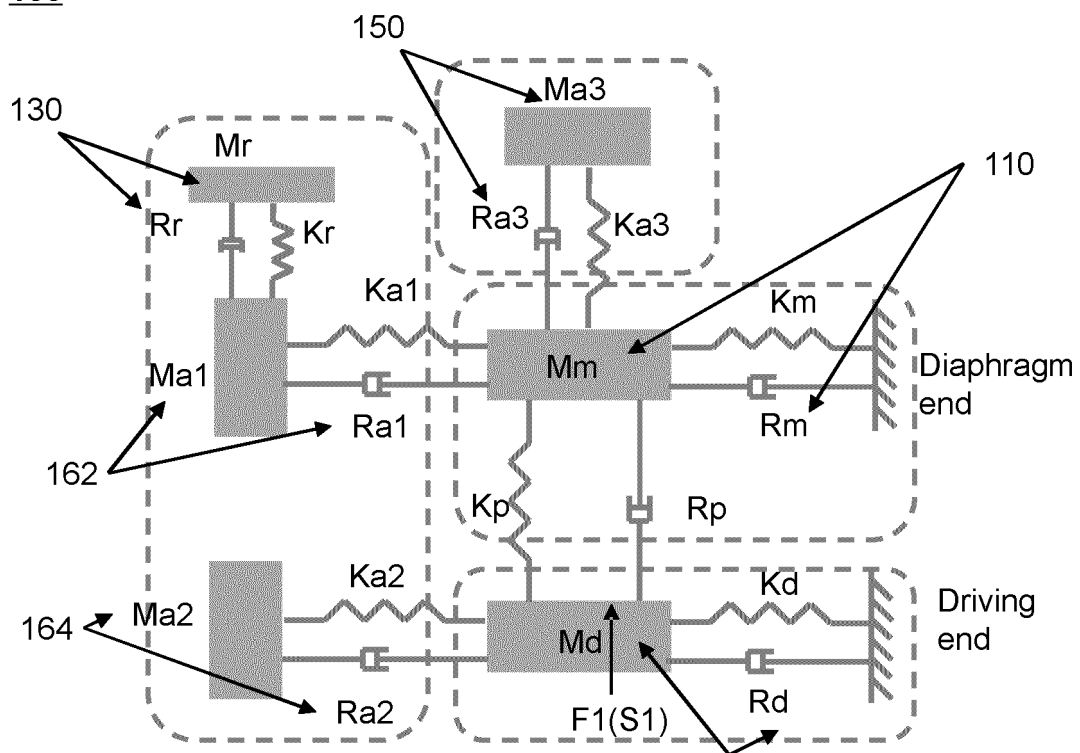 150
Ma3
130
Mr
110
Rr
Kr
Ra3
Ka3
Ka1
Km
Mm
Diaphragm
end
Ma1
Ra1
Rm
162
Kp
Rp
Ka2
Kd
Driving
end
Ma2
164
Md
Ra2
F1(S1)
Rd